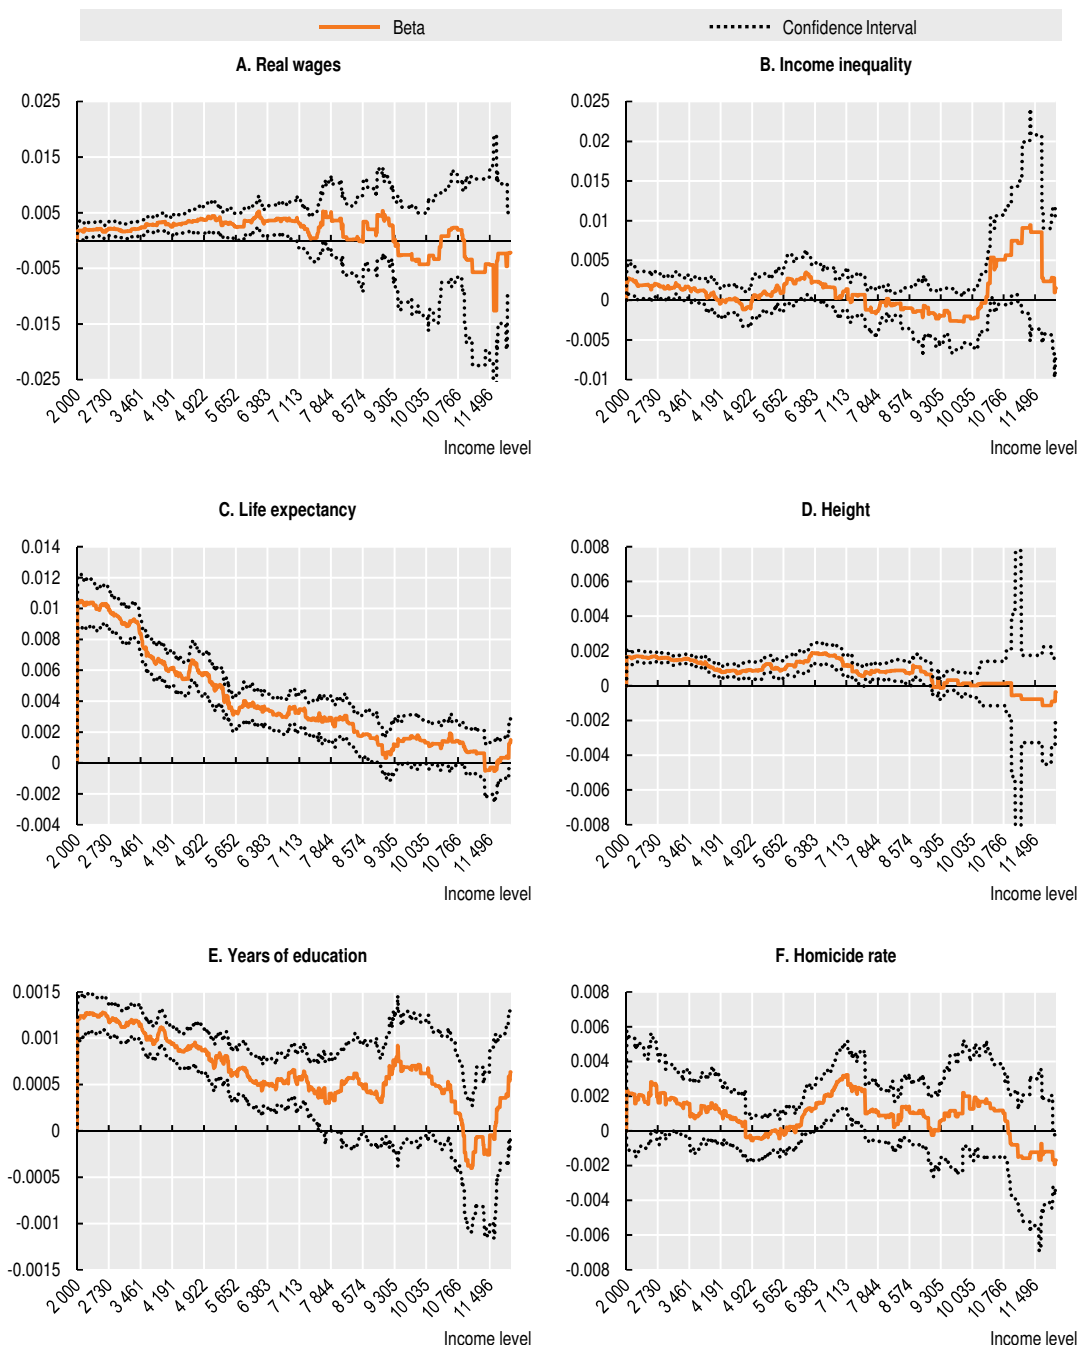 Beta
Confidence Interval
A. Real wages
0.025
0.015
0.005
-0.005
-0.015
-0.025
2 000 2 730 3 461 4 191 4 922 5 652 6 383 7 113 7 844 8 574 9 305 10 035 10 766 11 496
Income level
B. Income inequality
0.025
0.02
0.015
0.01
0.005
0
-0.005
-0.01
2 000 2 730 3 461 4 191 4 922 5 652 6 383 7 113 7 844 8 574 9 305 10 035 10 766 11 496
Income level
C. Life expectancy
0.014
0.012
0.01
0.008
0.006
0.004
0.002
0
-0.002
-0.004
2 000 2 730 3 461 4 191 4 922 5 652 6 383 7 113 7 844 8 574 9 305 10 035 10 766 11 496
Income level
D. Height
0.008
0.006
0.004
0.002
0
-0.002
-0.004
-0.006
-0.008
2 000 2 730 3 461 4 191 4 922 5 652 6 383 7 113 7 844 8 574 9 305 10 035 10 766 11 496
Income level
E. Years of education
0.0015
0.001
0.0005
0
-0.0005
-0.001
-0.0015
2 000 2 730 3 461 4 191 4 922 5 652 6 383 7 113 7 844 8 574 9 305 10 035 10 766 11 496
Income level
F. Homicide rate
0.008
0.006
0.004
0.002
0
-0.002
-0.004
-0.006
-0.008
2 000 2 730 3 461 4 191 4 922 5 652 6 383 7 113 7 844 8 574 9 305 10 035 10 766 11 496
Income level